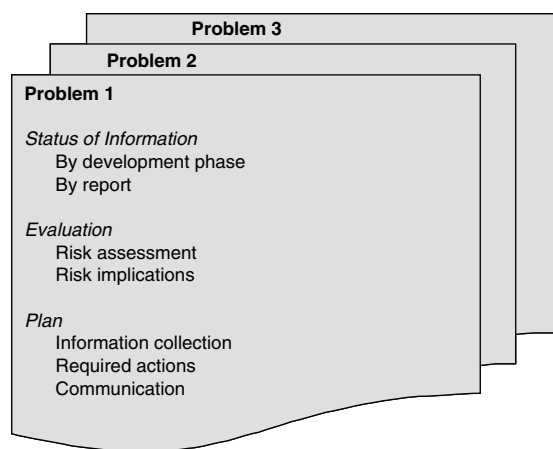 Problem 3
Problem 2
Problem 1
Status of Information
By development phase
By report
Evaluation
Risk assessment
Risk implications
Plan
Information collection
Required actions
Communication